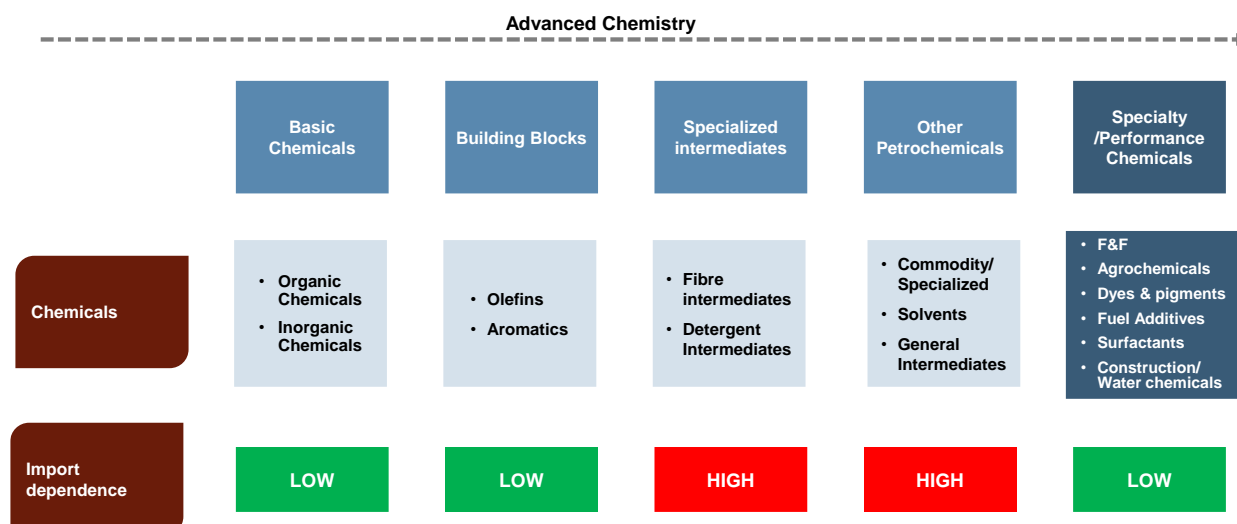 Advanced Chemistry
Basic
Chemicals
Building Blocks
Specialized
intermediates
Other
Petrochemicals
Specialty
/Performance
Chemicals
Chemicals
• Organic
Chemicals
• Inorganic
Chemicals
• Olefins
• Aromatics
• Fibre
intermediates
• Detergent
Intermediates
• Commodity/
Specialized
• Solvents
• General
Intermediates
• F&F
• Agrochemicals
• Dyes & pigments
• Fuel Additives
• Surfactants
• Construction/
Water chemicals
Import
dependence
LOW
LOW
HIGH
HIGH
LOW